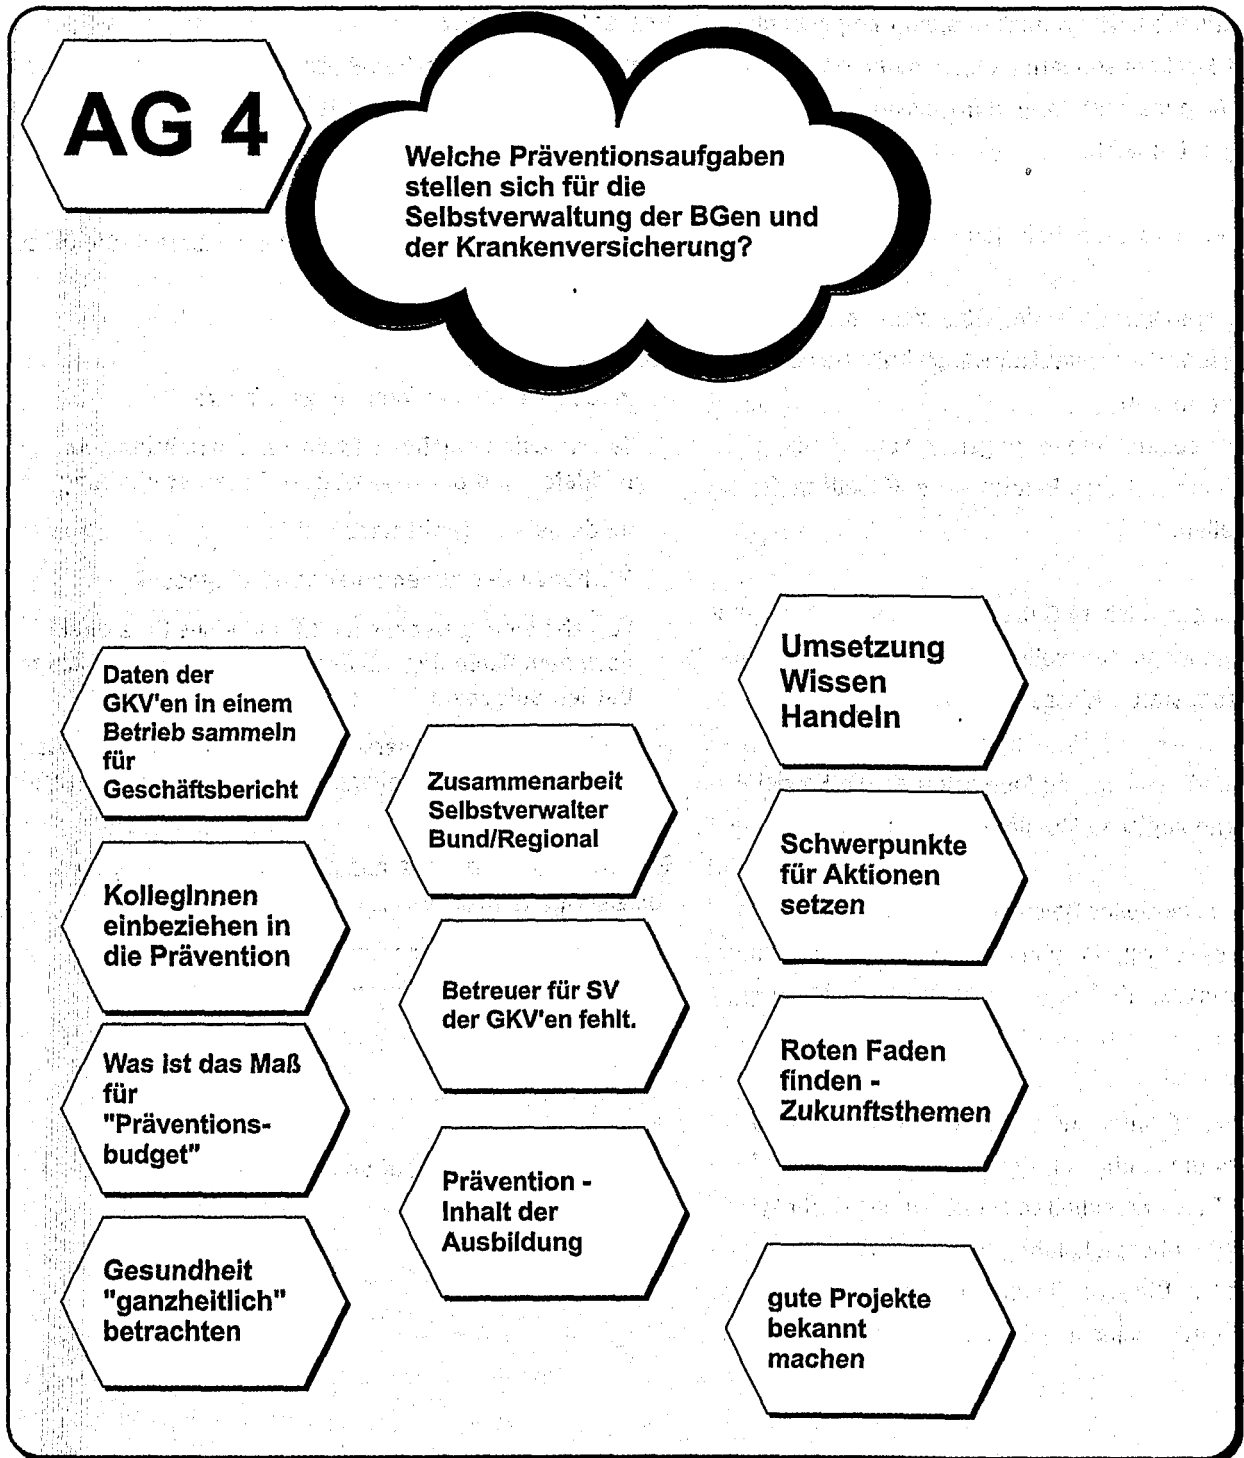 AG 4
Welche Präventionsaufgaben
stellen sich für die
Selbstverwaltung der BGen und
der Krankenversicherung?
Daten der
GKV'en in einem
Betrieb sammeln
für
Geschäftsbericht
KollegInnen
einbeziehen in
die Prävention
Was ist das Maß
für
"Präventions-
budget"
Gesundheit
"ganzheitlich"
betrachten
Zusammenarbeit
Selbstverwalter
Bund/Regional
Betreuer für SV
der GKV'en fehlt.
Prävention -
Inhalt der
Ausbildung
Umsetzung
Wissen
Handeln
Schwerpunkte
für Aktionen
setzen
Roten Faden
finden -
Zukunftsthemen
gute Projekte
bekannt
machen